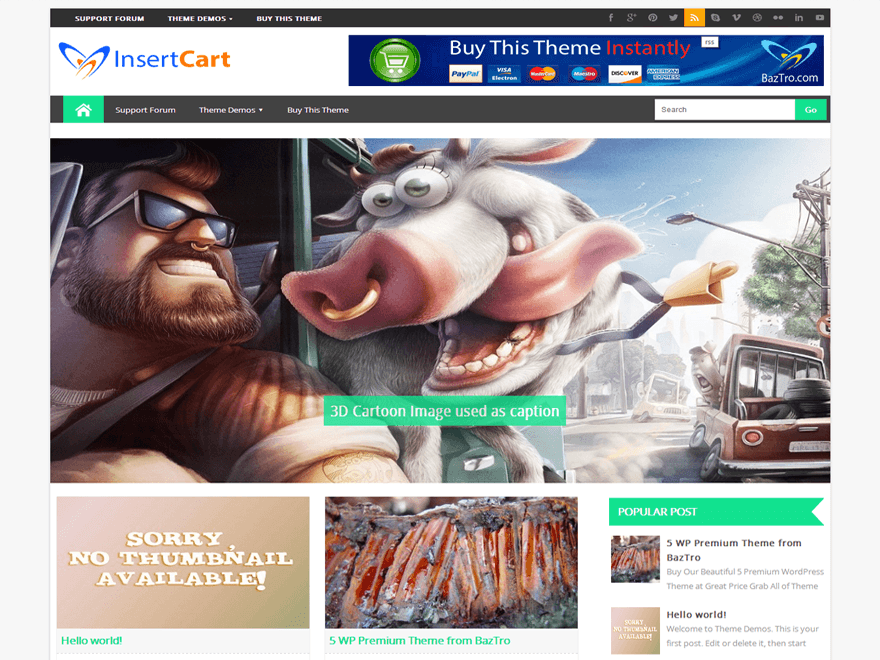 SUPPORT FORUM THEME DEMOS BUY THIS THEME
InsertCart
Buy This Theme Instantly
rss
PayPal VISA Electron MasterCard Maestro DISCOVER AMERICAN EXPRESS
BazTro.com
Support Forum Theme Demos Buy This Theme
Search Go
3D Cartoon Image used as caption
SORRY,
NO THUMBNAIL
AVAILABLE!
Hello world!
5 WP Premium Theme from BazTro
POPULAR POST
5 WP Premium Theme from
BazTro
Buy Our Beautiful 5 Premium WordPress
Theme at Great Price Grab All of Theme
SORRY,
NO THUMBNAIL
AVAILABLE!
Hello world!
Welcome to Theme Demos. This is your
first post. Edit or delete it, then start